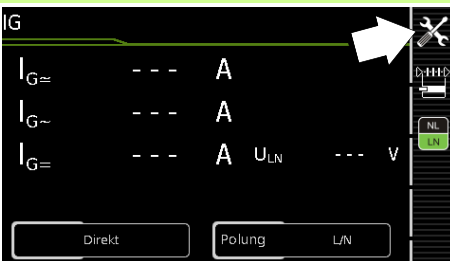 IG
IG≃ --- A
IG~ --- A
IG= --- A ULN --- V
NL
LN
Direkt Polung L/N